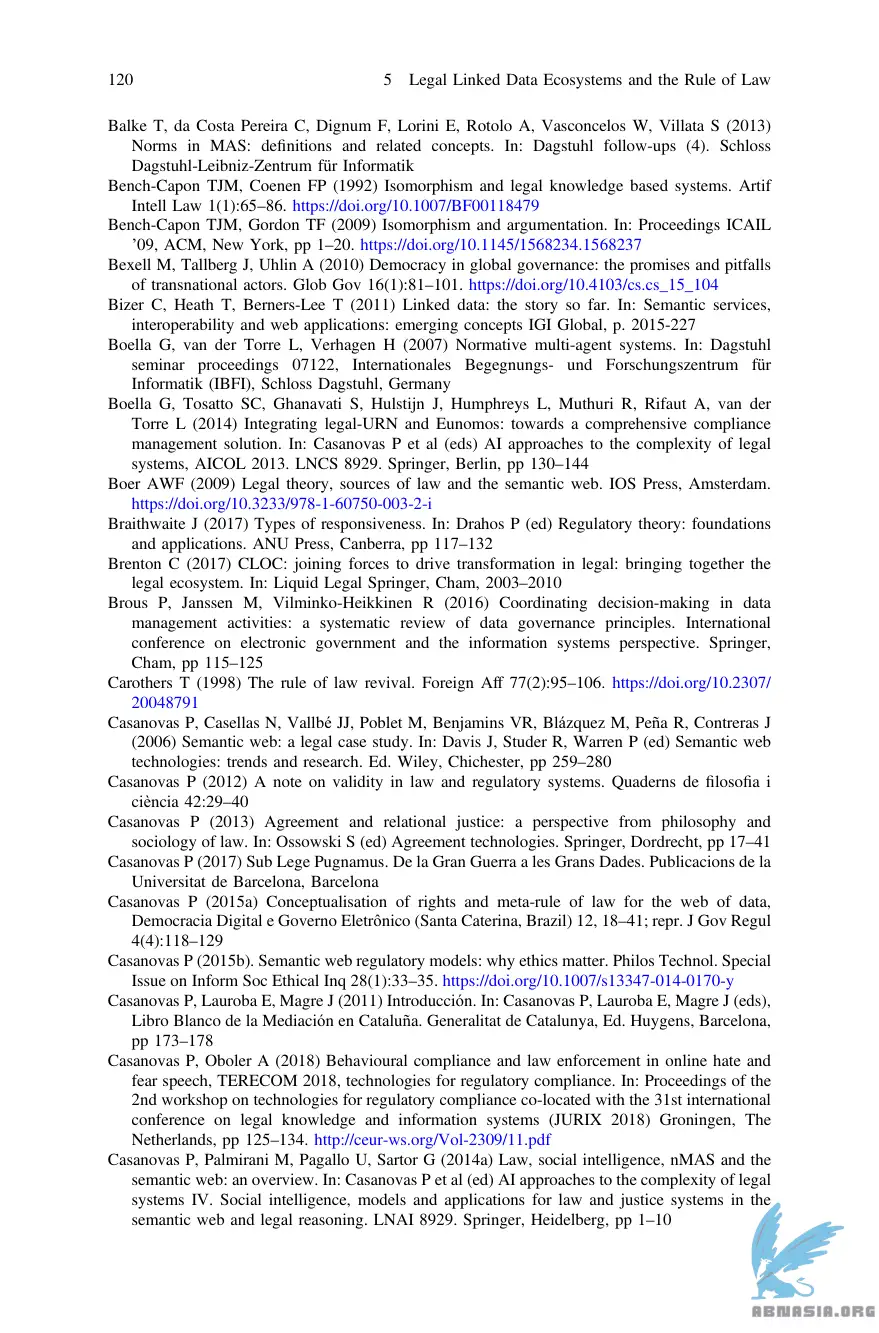 120 5 Legal Linked Data Ecosystems and the Rule of Law
Balke T, da Costa Pereira C, Dignum F, Lorini E, Rotolo A, Vasconcelos W, Villata S (2013)
Norms in MAS: definitions and related concepts. In: Dagstuhl follow-ups (4). Schloss
Dagstuhl-Leibniz-Zentrum für Informatik
Bench-Capon TJM, Coenen FP (1992) Isomorphism and legal knowledge based systems. Artif
Intell Law 1(1):65–86. https://doi.org/10.1007/BF00118479
Bench-Capon TJM, Gordon TF (2009) Isomorphism and argumentation. In: Proceedings ICAIL
’09, ACM, New York, pp 1–20. https://doi.org/10.1145/1568234.1568237
Bexell M, Tallberg J, Uhlin A (2010) Democracy in global governance: the promises and pitfalls
of transnational actors. Glob Gov 16(1):81–101. https://doi.org/10.4103/cs.cs_15_104
Bizer C, Heath T, Berners-Lee T (2011) Linked data: the story so far. In: Semantic services,
interoperability and web applications: emerging concepts IGI Global, p. 2015-227
Boella G, van der Torre L, Verhagen H (2007) Normative multi-agent systems. In: Dagstuhl
seminar proceedings 07122, Internationales Begegnungs- und Forschungszentrum für
Informatik (IBFI), Schloss Dagstuhl, Germany
Boella G, Tosatto SC, Ghanavati S, Hulstijn J, Humphreys L, Muthuri R, Rifaut A, van der
Torre L (2014) Integrating legal-URN and Eunomos: towards a comprehensive compliance
management solution. In: Casanovas P et al (eds) AI approaches to the complexity of legal
systems, AICOL 2013. LNCS 8929. Springer, Berlin, pp 130–144
Boer AWF (2009) Legal theory, sources of law and the semantic web. IOS Press, Amsterdam.
https://doi.org/10.3233/978-1-60750-003-2-i
Braithwaite J (2017) Types of responsiveness. In: Drahos P (ed) Regulatory theory: foundations
and applications. ANU Press, Canberra, pp 117–132
Brenton C (2017) CLOC: joining forces to drive transformation in legal: bringing together the
legal ecosystem. In: Liquid Legal Springer, Cham, 2003–2010
Brous P, Janssen M, Vilminko-Heikkinen R (2016) Coordinating decision-making in data
management activities: a systematic review of data governance principles. International
conference on electronic government and the information systems perspective. Springer,
Cham, pp 115–125
Carothers T (1998) The rule of law revival. Foreign Aff 77(2):95–106. https://doi.org/10.2307/
20048791
Casanovas P, Casellas N, Vallbé JJ, Poblet M, Benjamins VR, Blázquez M, Peña R, Contreras J
(2006) Semantic web: a legal case study. In: Davis J, Studer R, Warren P (ed) Semantic web
technologies: trends and research. Ed. Wiley, Chichester, pp 259–280
Casanovas P (2012) A note on validity in law and regulatory systems. Quaderns de filosofia i
ciència 42:29–40
Casanovas P (2013) Agreement and relational justice: a perspective from philosophy and
sociology of law. In: Ossowski S (ed) Agreement technologies. Springer, Dordrecht, pp 17–41
Casanovas P (2017) Sub Lege Pugnamus. De la Gran Guerra a les Grans Dades. Publicacions de la
Universitat de Barcelona, Barcelona
Casanovas P (2015a) Conceptualisation of rights and meta-rule of law for the web of data,
Democracia Digital e Governo Eletrônico (Santa Caterina, Brazil) 12, 18–41; repr. J Gov Regul
4(4):118–129
Casanovas P (2015b). Semantic web regulatory models: why ethics matter. Philos Technol. Special
Issue on Inform Soc Ethical Inq 28(1):33–35. https://doi.org/10.1007/s13347-014-0170-y
Casanovas P, Lauroba E, Magre J (2011) Introducción. In: Casanovas P, Lauroba E, Magre J (eds),
Libro Blanco de la Mediación en Cataluña. Generalitat de Catalunya, Ed. Huygens, Barcelona,
pp 173–178
Casanovas P, Oboler A (2018) Behavioural compliance and law enforcement in online hate and
fear speech, TERECOM 2018, technologies for regulatory compliance. In: Proceedings of the
2nd workshop on technologies for regulatory compliance co-located with the 31st international
conference on legal knowledge and information systems (JURIX 2018) Groningen, The
Netherlands, pp 125–134. http://ceur-ws.org/Vol-2309/11.pdf
Casanovas P, Palmirani M, Pagallo U, Sartor G (2014a) Law, social intelligence, nMAS and the
semantic web: an overview. In: Casanovas P et al (ed) AI approaches to the complexity of legal
systems IV. Social intelligence, models and applications for law and justice systems in the
semantic web and legal reasoning. LNAI 8929. Springer, Heidelberg, pp 1–10
ABNASIA.ORG